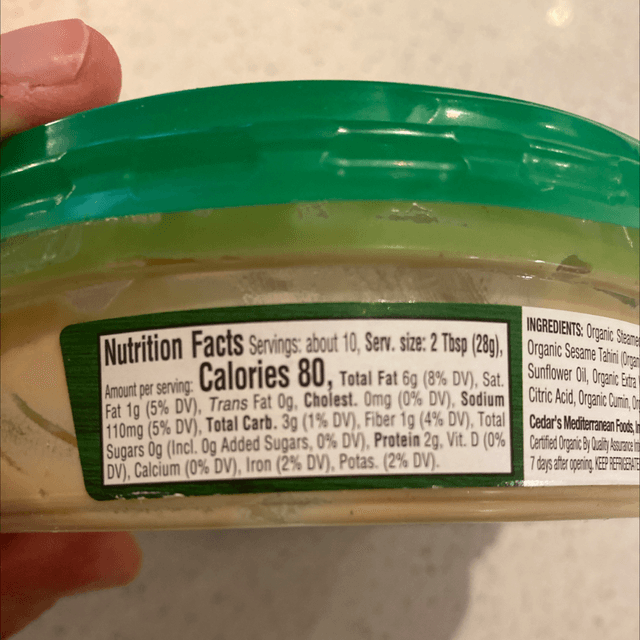 Nutrition Facts Servings: about 10, Serv. size: 2 Tbsp (28g),
Amount per serving: Calories 80, Total Fat 6g (8% DV), Sat.
Fat 1g (5% DV), Trans Fat 0g, Cholest. 0mg (0% DV), Sodium
110mg (5% DV), Total Carb. 3g (1% DV), Fiber 1g (4% DV), Total
Sugars 0g (Incl. 0g Added Sugars, 0% DV), Protein 2g, Vit. D (0%
DV), Calcium (0% DV), Iron (2% DV), Potas. (2% DV).
INGREDIENTS: Organic
Organic Sesame Tahini
Sunflower Oil, Organic Extra
Citric Acid, Organic Cumin,
Cedar's Mediterranean Foods,
Certified Organic By Quality Assurance
7 days after opening. KEEP